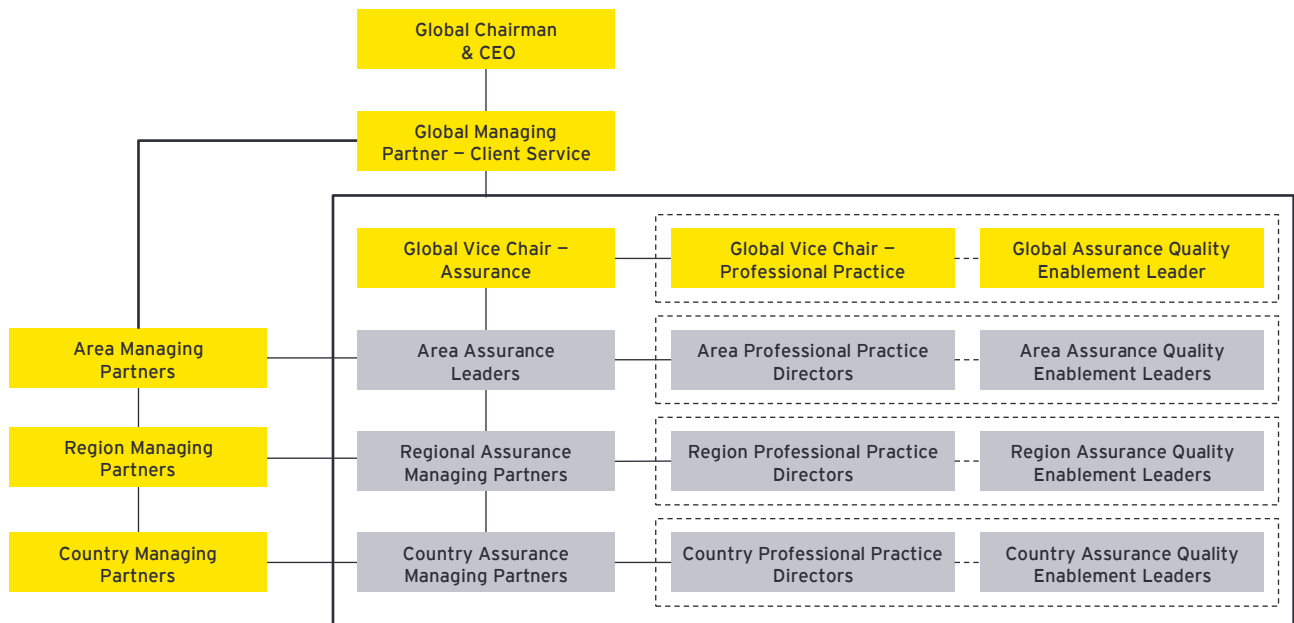 Global Chairman
& CEO
Global Managing
Partner – Client Service
Global Vice Chair –
Assurance
Global Vice Chair –
Professional Practice
Global Assurance Quality
Enablement Leader
Area Managing
Partners
Area Assurance
Leaders
Area Professional Practice
Directors
Area Assurance Quality
Enablement Leaders
Region Managing
Partners
Regional Assurance
Managing Partners
Region Professional Practice
Directors
Region Assurance Quality
Enablement Leaders
Country Managing
Partners
Country Assurance
Managing Partners
Country Professional Practice
Directors
Country Assurance Quality
Enablement Leaders